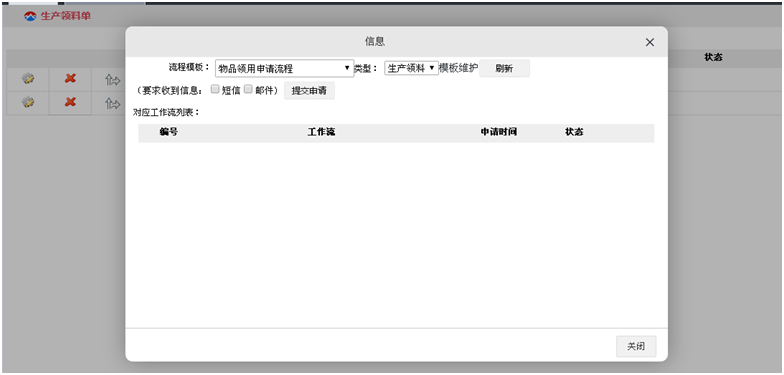 生产领料单
信息
状态
流程模板： 物品领用申请流程 类型： 生产领料 模板维护 刷新
（要求收到信息： 短信 邮件） 提交申请
对应工作流列表：
编号 工作流 申请时间 状态
关闭